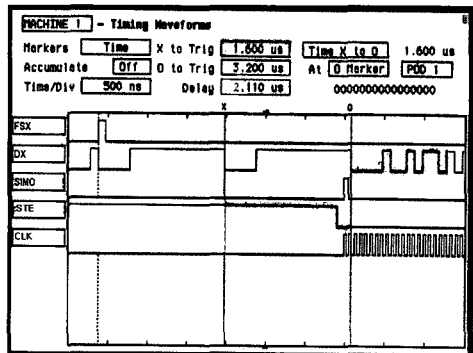 MACHINE 1 - Timing Waveforms
Markers Time X to Trig 1.600 us Time X to O 1.600 us
Accumulate Off O to Trig 3.200 us At O Marker POD 1
Time/Div 500 ns Delay 2.110 us 0000000000000000
X O
FSX
DX
SIMO
STE
CLK